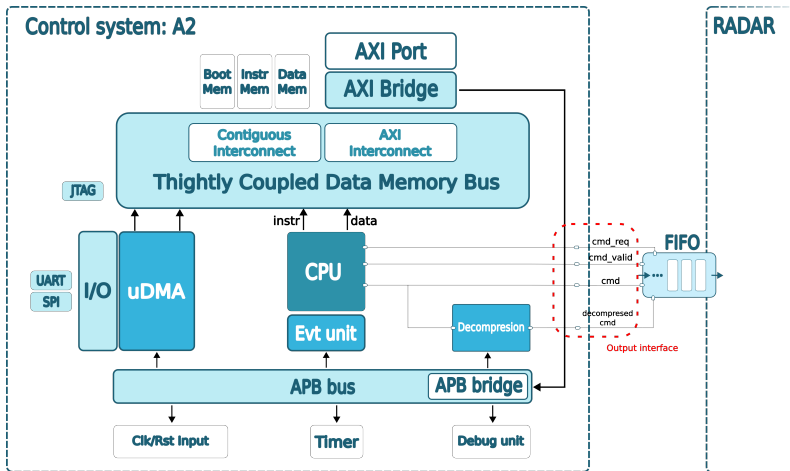 Control system: A2
RADAR
AXI Port
AXI Bridge
Boot
Mem
Instr
Mem
Data
Mem
Contiguous
Interconnect
AXI
Interconnect
Thightly Coupled Data Memory Bus
JTAG
instr
data
UART
SPI
I/O
uDMA
CPU
Evt unit
Decompresion
cmd_req
cmd_valid
cmd
decompresed
cmd
FIFO
...
Output interface
APB bus
APB bridge
Clk/Rst Input
Timer
Debug unit